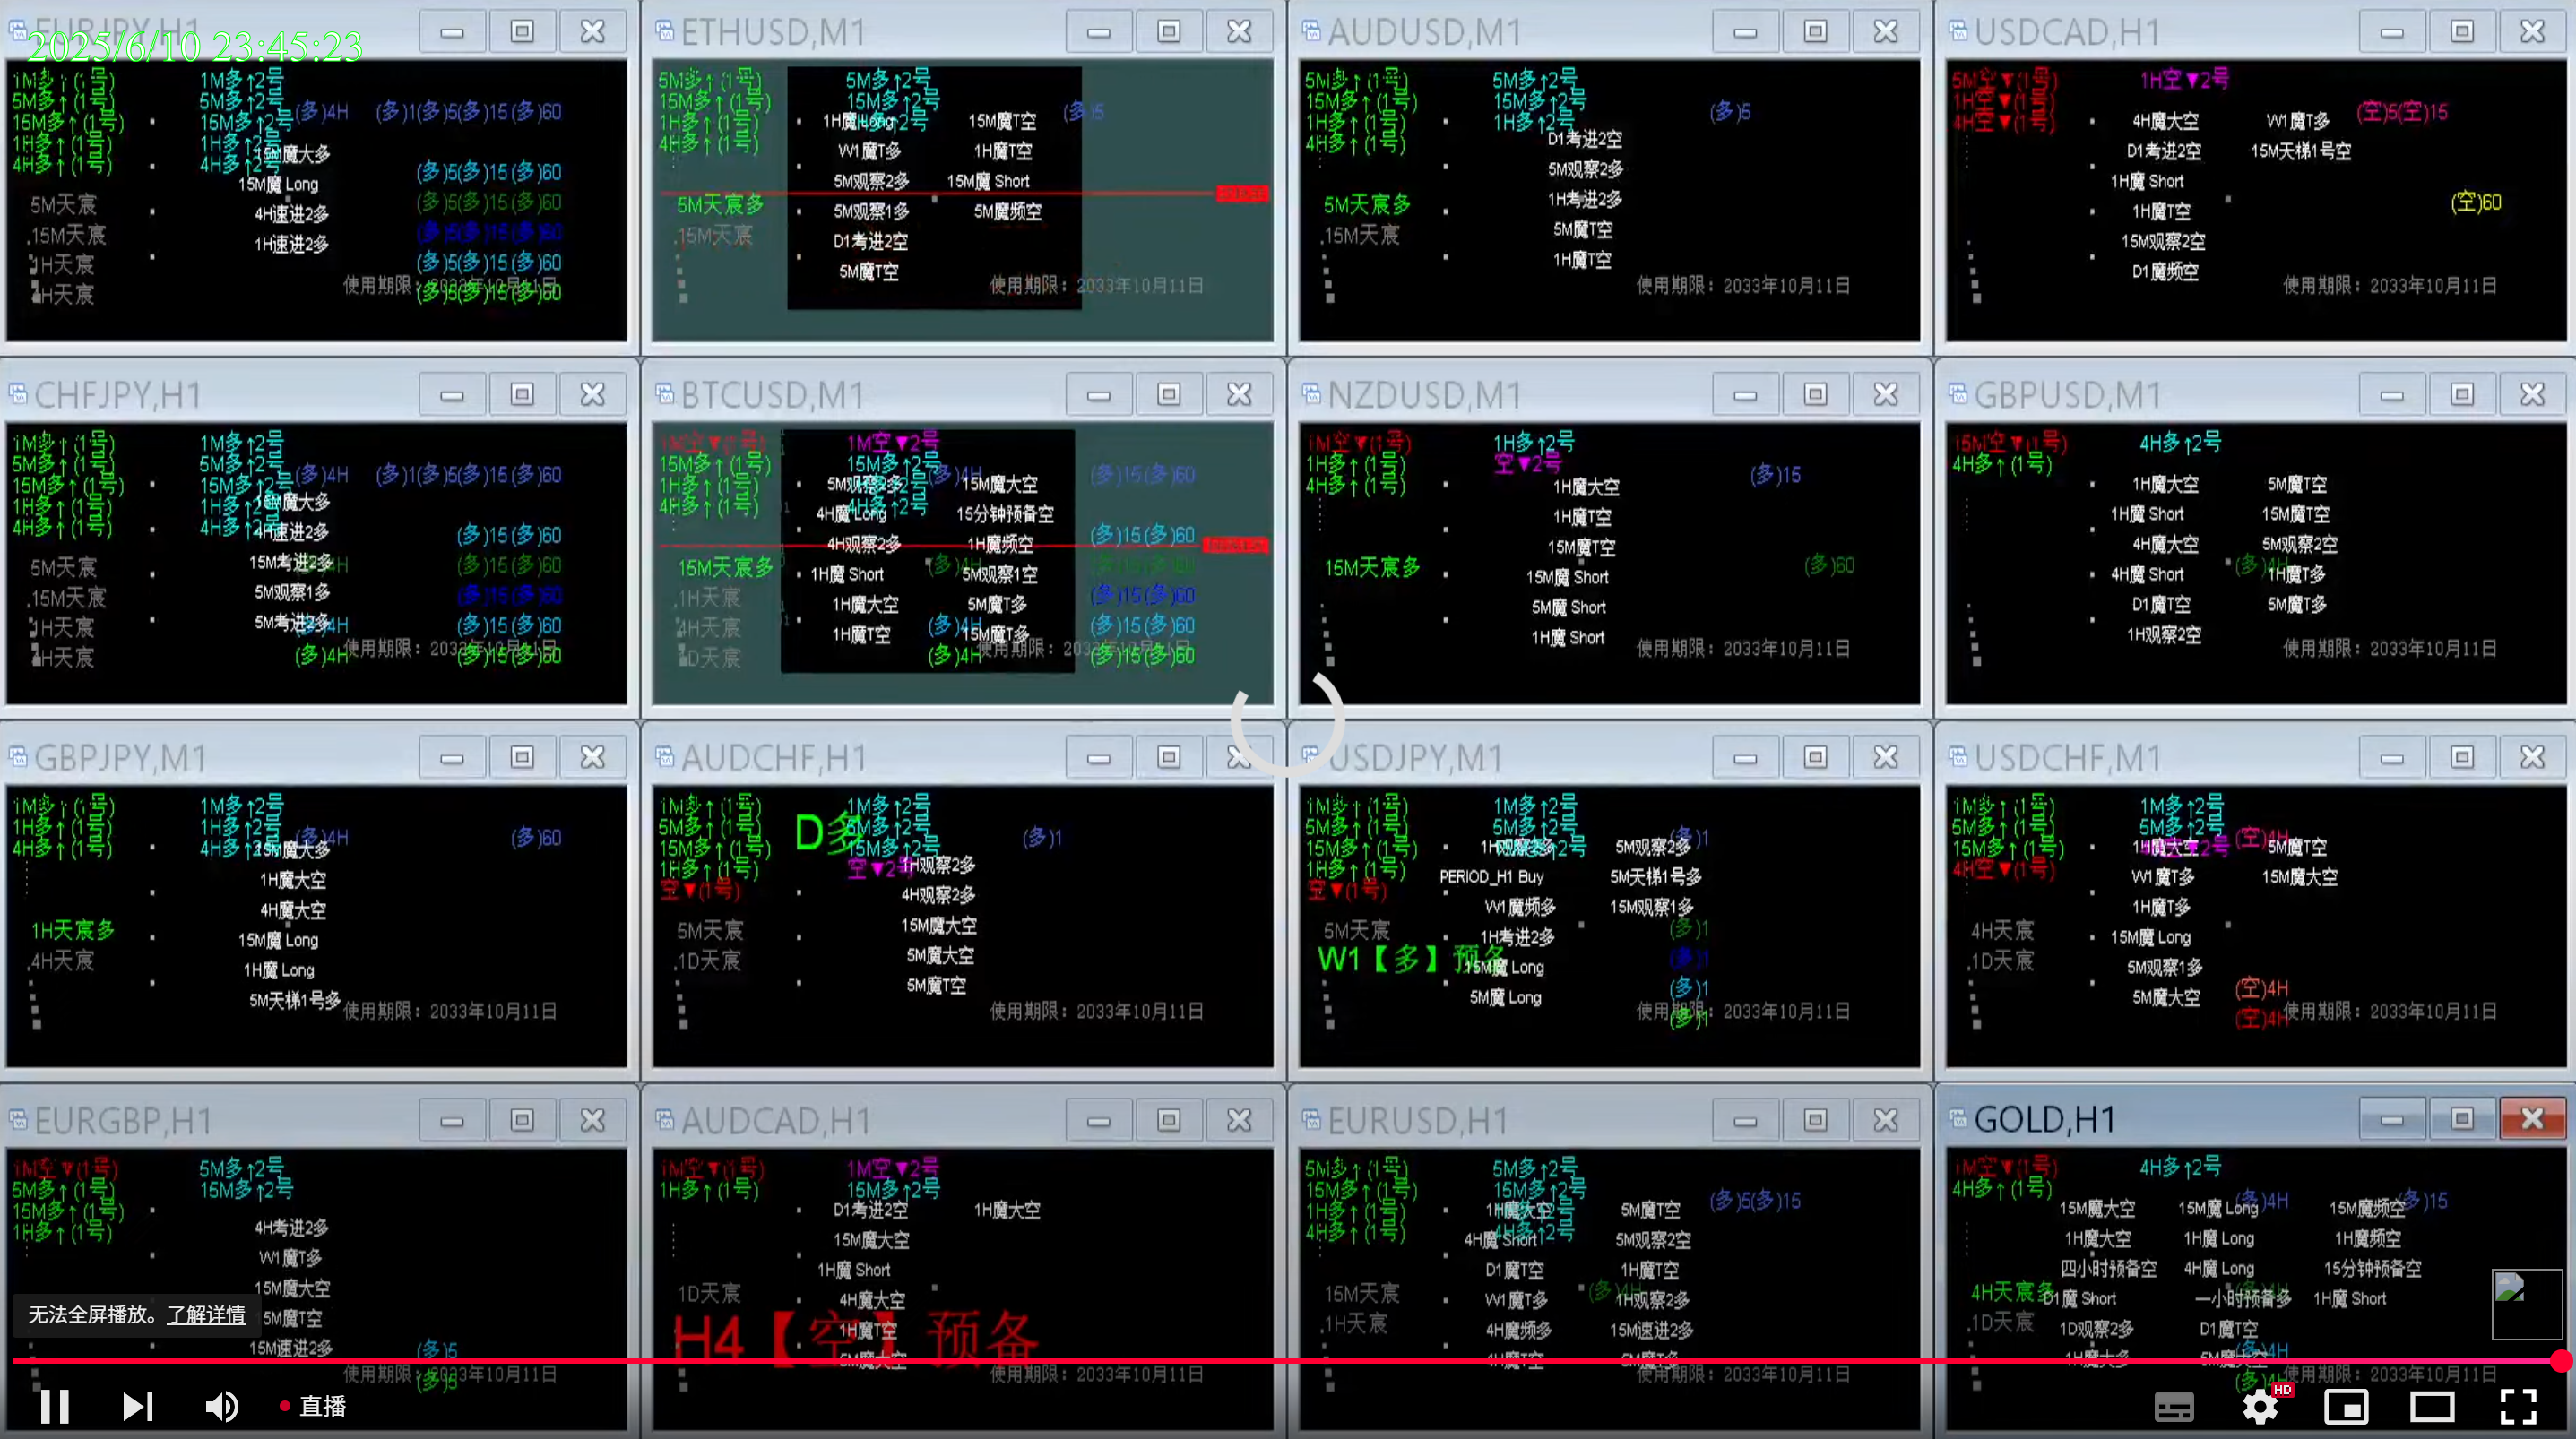 EURJPY,H1
2025/6/10 23:45:23
1M多↑(1号)
5M多↑(1号)
15M多↑(1号)
1H多↑(1号)
4H多↑(1号)
1M多↑2号
5M多↑2号
15M多↑2号
1H多↑2号
4H多↑2号
(多)4H (多)1(多)5(多)15(多)60
15M魔大多
15M魔 Long
4H速进2多
1H速进2多
(多)5(多)15(多)60
(多)5(多)15(多)60
(多)5(多)15(多)60
(多)5(多)15(多)60
(多)5(多)15(多)60
5M天宸
15M天宸
1H天宸
4H天宸
使用期限：2033年10月11日
ETHUSD,M1
5M多↑(1号)
15M多↑(1号)
1H多↑(1号)
4H多↑(1号)
5M多↑2号
15M多↑2号
1H多↑2号
(多)5
1H魔 Long 15M魔T空
W1魔T多 1H魔T空
5M观察2多 15M魔 Short
5M观察1多 5M魔频空
D1考进2空
5M魔T空
5M天宸多
15M天宸
使用期限：2033年10月11日
AUDUSD,M1
5M多↑(1号)
15M多↑(1号)
1H多↑(1号)
4H多↑(1号)
5M多↑2号
15M多↑2号
1H多↑2号
(多)5
D1考进2空
5M观察2多
1H考进2多
5M魔T空
1H魔T空
5M天宸多
15M天宸
使用期限：2033年10月11日
USDCAD,H1
5M空▼(1号)
1H空▼(1号)
4H空▼(1号)
1H空▼2号
(空)5(空)15
4H魔大空 W1魔T多
D1考进2空 15M天梯1号空
1H魔 Short
1H魔T空
15M观察2空
D1魔频空
(空)60
使用期限：2033年10月11日
CHFJPY,H1
1M多↑(1号)
5M多↑(1号)
15M多↑(1号)
1H多↑(1号)
4H多↑(1号)
1M多↑2号
5M多↑2号
15M多↑2号
1H多↑2号
4H多↑2号
(多)4H (多)1(多)5(多)15(多)60
15M魔大多
4H速进2多
15M考进2多
5M观察1多
5M考进2多
(多)15(多)60
(多)4H (多)15(多)60
(多)15(多)60
(多)4H (多)15(多)60
(多)4H (多)15(多)60
5M天宸
15M天宸
1H天宸
4H天宸
使用期限：2033年10月11日
BTCUSD,M1
1M空▼(1号)
15M多↑(1号)
1H多↑(1号)
4H多↑(1号)
1M空▼2号
15M多↑2号
4H多↑2号
(多)4H (多)15(多)60
5M观察2多 15M魔大空
4H魔 Long 15分钟预备空
4H观察2多 1H魔频空
1H魔 Short 5M观察1空
1H魔大空 5M魔T多
1H魔T空 15M魔T多
(多)15(多)60
(多)4H (多)15(多)60
(多)15(多)60
(多)4H (多)15(多)60
(多)4H (多)15(多)60
15M天宸多
1H天宸
4H天宸
1D天宸
使用期限：2033年10月11日
NZDUSD,M1
1M空▼(1号)
1H多↑(1号)
4H多↑(1号)
1H多↑2号
空▼2号
(多)15
1H魔大空
1H魔T空
15M魔T空
15M魔 Short
5M魔 Short
1H魔 Short
15M天宸多
(多)60
使用期限：2033年10月11日
GBPUSD,M1
15M空▼(1号)
4H多↑(1号)
4H多↑2号
1H魔大空 5M魔T空
1H魔 Short 15M魔T空
4H魔大空 5M观察2空
4H魔 Short 1H魔T多
D1魔T空 5M魔T多
1H观察2空
(多)4H
使用期限：2033年10月11日
GBPJPY,M1
1M多↑(1号)
1H多↑(1号)
4H多↑(1号)
1M多↑2号
1H多↑2号
4H多↑2号
(多)4H (多)60
15M魔大多
1H魔大空
4H魔大空
15M魔 Long
1H魔 Long
5M天梯1号多
1H天宸多
4H天宸
使用期限：2033年10月11日
AUDCHF,H1
1M多↑(1号)
5M多↑(1号)
15M多↑(1号)
1H多↑(1号)
空▼(1号)
D多
1M多↑2号
5M多↑2号
15M多↑2号
空▼2号
(多)1
1H观察2多
4H观察2多
15M魔大空
5M魔大空
5M魔T空
5M天宸
1D天宸
使用期限：2033年10月11日
USDJPY,M1
1M多↑(1号)
5M多↑(1号)
15M多↑(1号)
1H多↑(1号)
空▼(1号)
1M多↑2号
5M多↑2号
15M多↑2号
(多)1
5M观察2多
PERIOD_H1 Buy 5M天梯1号多
W1魔频多 15M观察1多
1H考进2多
15M魔 Long
5M魔 Long
(多)1
(多)1
(多)1
(多)1
5M天宸
W1【多】预备
使用期限：2033年10月11日
USDCHF,M1
1M多↑(1号)
5M多↑(1号)
15M多↑(1号)
4H空▼(1号)
1M多↑2号
5M多↑2号
(空)4H
1H魔大空 5M魔T空
W1魔T多 15M魔大空
1H魔T多
15M魔 Long
5M观察1多
5M魔大空
(空)4H
(空)4H
4H天宸
1D天宸
使用期限：2033年10月11日
EURGBP,H1
1M空▼(1号)
5M多↑(1号)
15M多↑(1号)
1H多↑(1号)
5M多↑2号
15M多↑2号
4H考进2多
W1魔T多
15M魔大空
5M魔T空
15M速进2多
(多)5
(多)5
使用期限：2033年10月11日
AUDCAD,H1
1M空▼(1号)
1H多↑(1号)
1M空▼2号
15M多↑2号
D1考进2空 1H魔大空
15M魔大空
1H魔 Short
4H魔大空
1H魔T空
5M魔大空
1D天宸
H4【空】预备
使用期限：2033年10月11日
EURUSD,H1
5M多↑(1号)
15M多↑(1号)
1H多↑(1号)
4H多↑(1号)
5M多↑2号
15M多↑2号
4H多↑2号
(多)5(多)15
1H魔大空 5M魔T空
4H魔 Short 5M观察2空
D1魔T空 1H魔T空
W1魔T多 1H观察2多
4H魔频多 15M速进2多
4H魔T空 5M魔T多
(多)4H
15M天宸
1H天宸
使用期限：2033年10月11日
GOLD,H1
1M空▼(1号)
4H多↑(1号)
4H多↑2号
(多)4H (多)15
15M魔大空 15M魔 Long 15M魔频空
1H魔大空 1H魔 Long 1H魔频空
四小时预备空 4H魔 Long 15分钟预备空
D1魔 Short 一小时预备多 1H魔 Short
1D观察2多 D1魔T空
1H魔大多 5M魔大空
(多)4H
(多)4H
4H天宸多
1D天宸
使用期限：2033年10月11日
无法全屏播放。了解详情
直播
HD